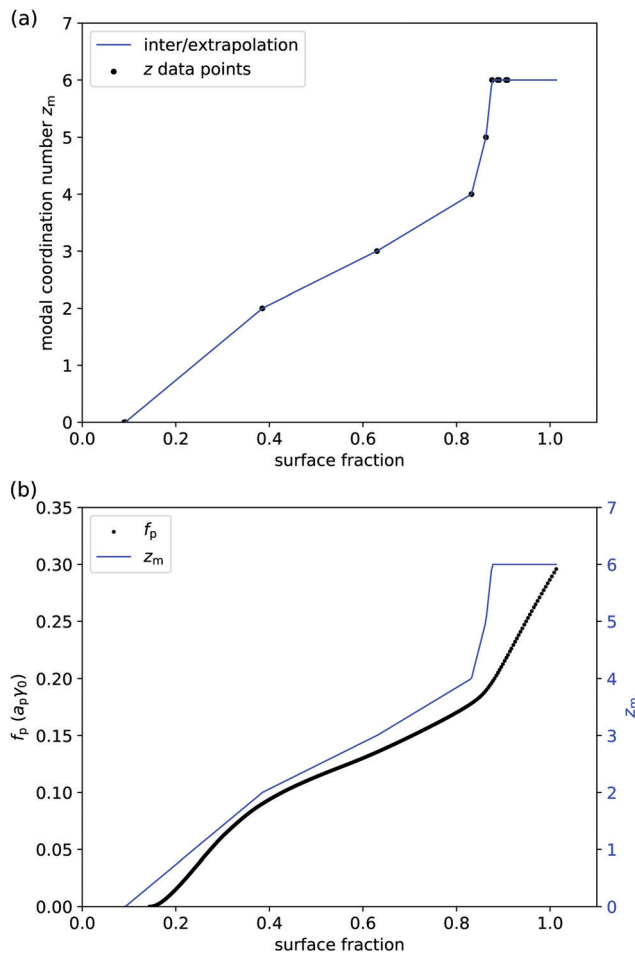 (a)
7
6
5
4
3
2
1
0
modal coordination number zₘ
inter/extrapolation
z data points
0.0 0.2 0.4 0.6 0.8 1.0
surface fraction
(b)
0.35
0.30
0.25
0.20
0.15
0.10
0.05
0.00
fₚ (aₚγ₀)
fₚ
zₘ
7
6
5
4
3
2
1
0
zₘ
0.0 0.2 0.4 0.6 0.8 1.0
surface fraction